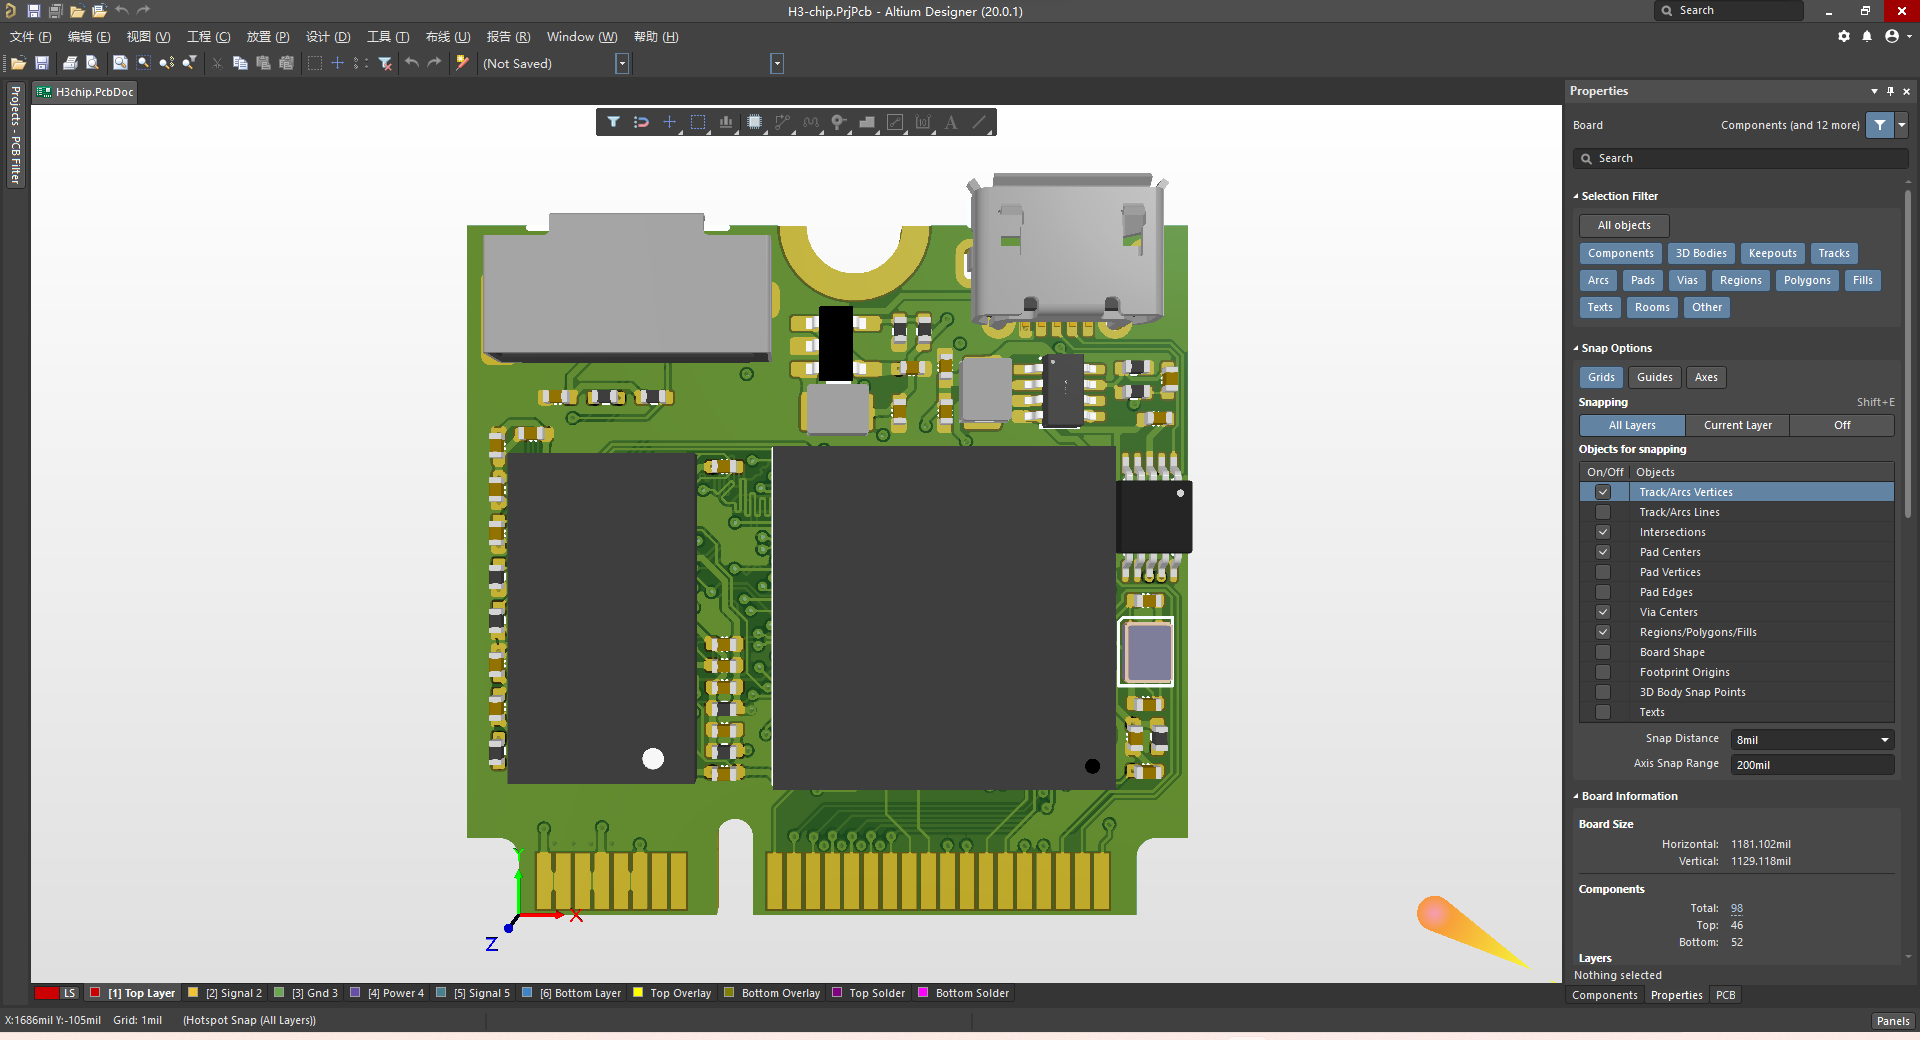 H3-chip.PrjPcb - Altium Designer (20.0.1)
Search
文件 (F) 编辑 (E) 视图 (V) 工程 (C) 放置 (P) 设计 (D) 工具 (T) 布线 (U) 报告 (R) Window (W) 帮助 (H)
(Not Saved)
Projects - PCB Filter
H3chip.PcbDoc
Properties
Board
Components (and 12 more)
Search
Selection Filter
All objects
Components 3D Bodies Keepouts Tracks
Arcs Pads Vias Regions Polygons Fills
Texts Rooms Other
Snap Options
Grids Guides Axes
Snapping Shift+E
All Layers Current Layer Off
Objects for snapping
On/Off Objects
Track/Arcs Vertices
Track/Arcs Lines
Intersections
Pad Centers
Pad Vertices
Pad Edges
Via Centers
Regions/Polygons/Fills
Board Shape
Footprint Origins
3D Body Snap Points
Texts
Snap Distance 8mil
Axis Snap Range 200mil
Board Information
Board Size
Horizontal: 1181.102mil
Vertical: 1129.118mil
Components
Total: 98
Top: 46
Bottom: 52
Layers
Nothing selected
Components Properties PCB
Y
X
Z
LS [1] Top Layer [2] Signal 2 [3] Gnd 3 [4] Power 4 [5] Signal 5 [6] Bottom Layer Top Overlay Bottom Overlay Top Solder Bottom Solder
X:1686mil Y:-105mil Grid: 1mil (Hotspot Snap (All Layers))
Panels